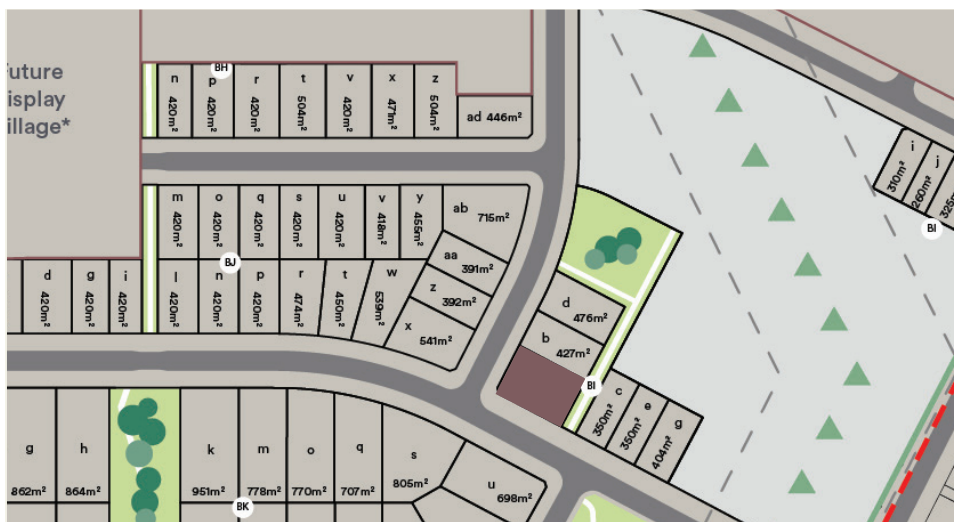 Future
display
village*
BH
n
420m²
p
420m²
r
420m²
t
504m²
v
420m²
x
471m²
z
504m²
ad 446m²
i
310m²
j
260m²
325m²
BI
m
420m²
o
420m²
q
420m²
s
420m²
u
420m²
v
418m²
y
455m²
ab
715m²
aa
391m²
z
392m²
x
541m²
BJ
d
420m²
g
420m²
i
420m²
l
420m²
n
420m²
p
420m²
r
474m²
t
450m²
w
539m²
d
476m²
b
427m²
BI
c
350m²
e
350m²
g
404m²
g
862m²
h
864m²
k
951m²
m
778m²
o
770m²
q
707m²
s
805m²
u
698m²
BK